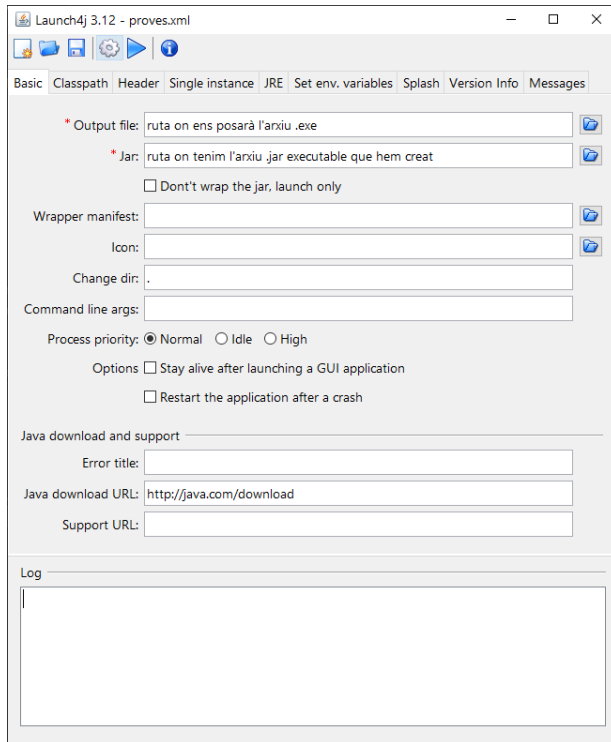 Launch4j 3.12 - proves.xml
Basic Classpath Header Single instance JRE Set env. variables Splash Version Info Messages
* Output file: ruta on ens posarà l'arxiu .exe
* Jar: ruta on tenim l'arxiu .jar executable que hem creat
Dont't wrap the jar, launch only
Wrapper manifest:
Icon:
Change dir: .
Command line args:
Process priority: Normal Idle High
Options Stay alive after launching a GUI application
Restart the application after a crash
Java download and support
Error title:
Java download URL: http://java.com/download
Support URL:
Log